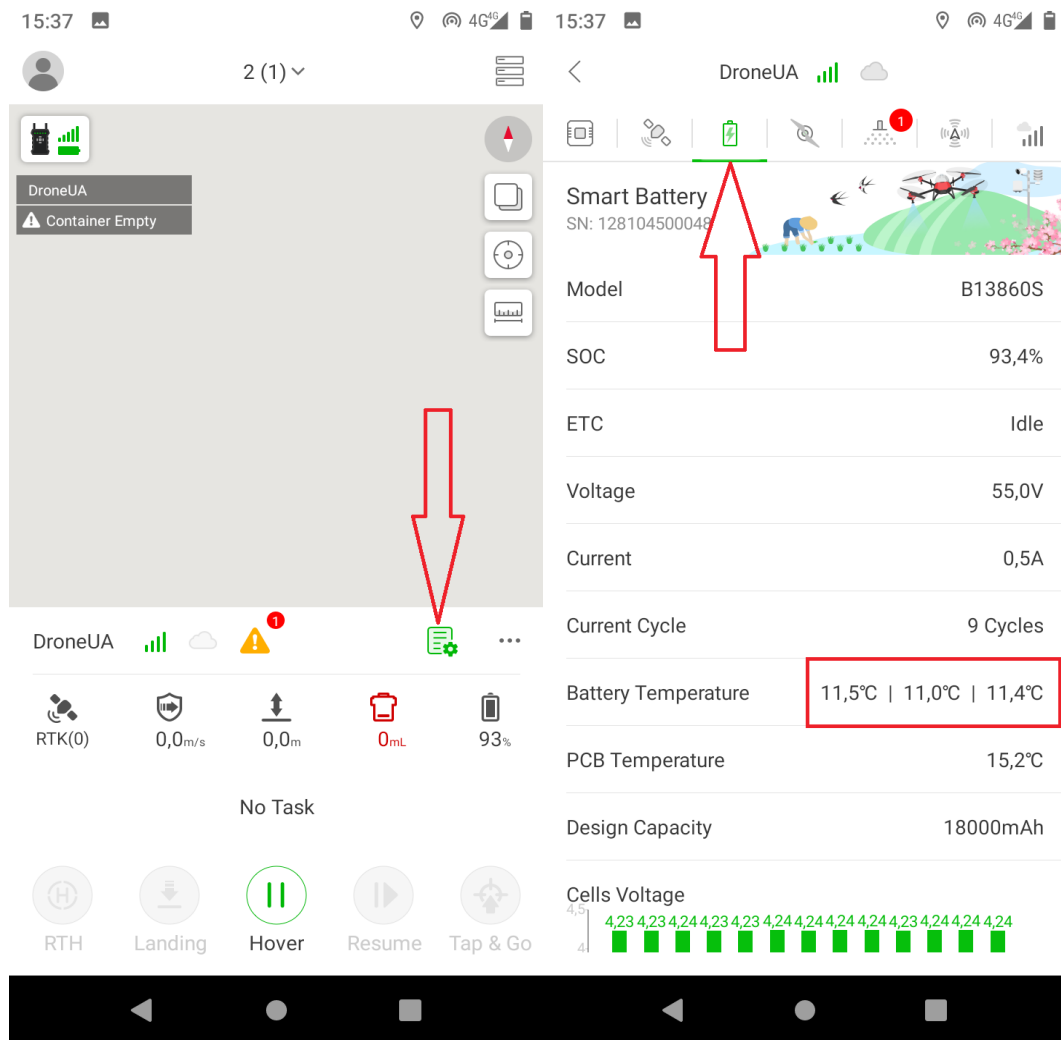 15:37 4G 4G
2 (1)
DroneUA
Container Empty
DroneUA 1
RTK(0) 0,0m/s 0,0m 0mL 93%
No Task
RTH Landing Hover Resume Tap & Go
15:37 4G 4G
DroneUA
1
Smart Battery
SN: 128104500048
Model B13860S
SOC 93,4%
ETC Idle
Voltage 55,0V
Current 0,5A
Current Cycle 9 Cycles
Battery Temperature 11,5℃ | 11,0℃ | 11,4℃
PCB Temperature 15,2℃
Design Capacity 18000mAh
Cells Voltage
4,5
4,23 4,23 4,24 4,23 4,23 4,24 4,24 4,24 4,24 4,23 4,24 4,24 4,24
4